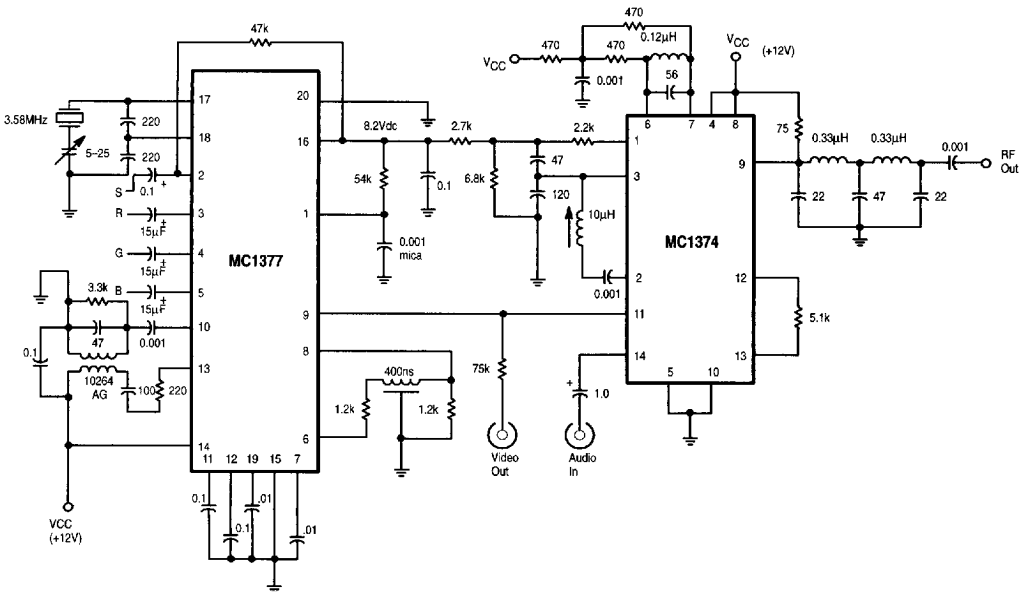 47k
470
0.12µH
VCC
470
470
VCC
(+12V)
56
0.001
3.58MHz
5–25
220
220
S
0.1
+
R
15µF
+
G
15µF
+
B
15µF
+
3.3k
47
0.001
0.1
10264
AG
100
220
VCC
(+12V)
17
18
2
3
4
5
10
13
14
MC1377
20
16
1
9
8
6
11
12
19
15
7
0.1
0.1
.01
.01
8.2Vdc
54k
0.1
0.001
mica
2.7k
6.8k
47
120
2.2k
10µH
0.001
400ns
1.2k
1.2k
75k
Video
Out
+
1.0
Audio
In
6
7
4
8
1
3
2
11
14
MC1374
9
12
13
5
10
75
0.33µH
0.33µH
0.001
RF
Out
22
47
22
5.1k